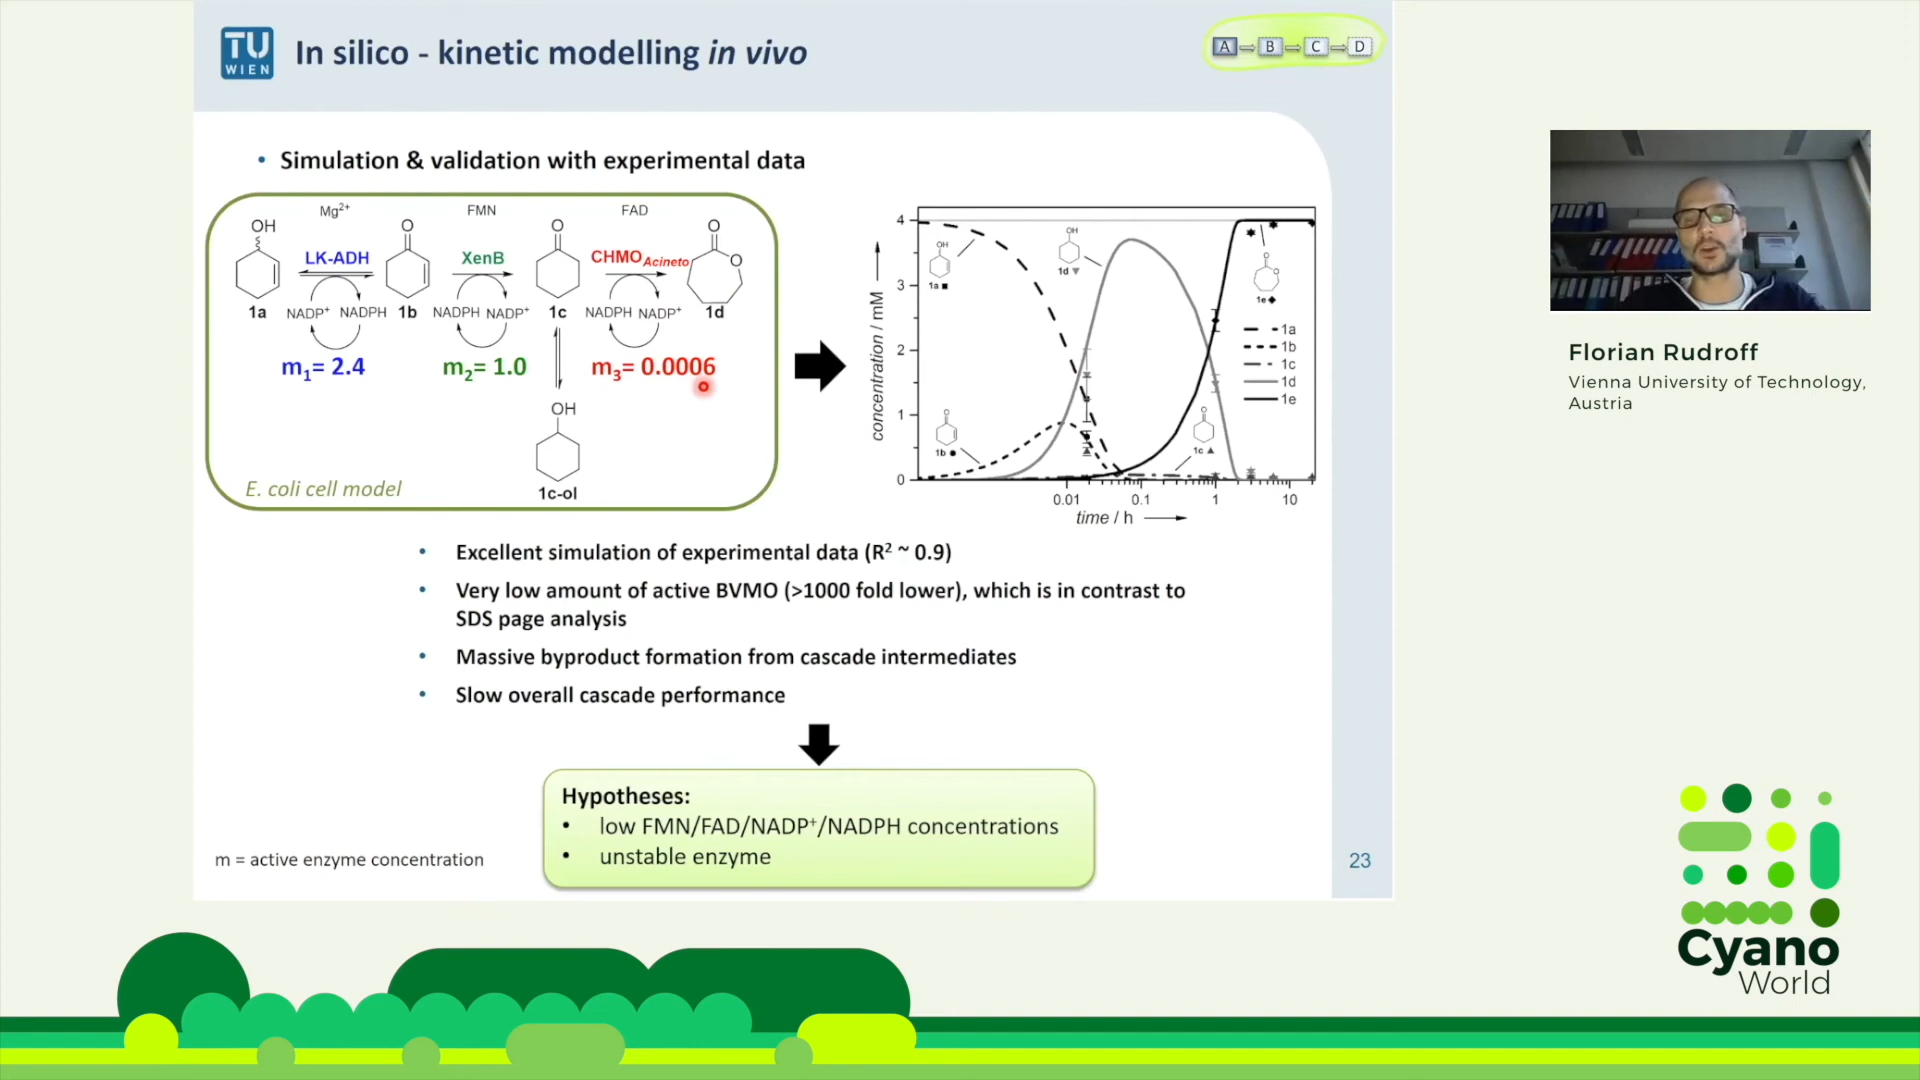 TU
WIEN
In silico - kinetic modelling in vivo
A B C D
• Simulation & validation with experimental data
Mg2+ FMN FAD
OH O O O
LK-ADH XenB CHMOAcineto O
1a NADP+ NADPH 1b NADPH NADP+ 1c NADPH NADP+ 1d
m1= 2.4 m2= 1.0 m3= 0.0006
OH
1c-ol
E. coli cell model
concentration / mM
4
3
2
1
0
OH
1a ■
OH
1d ▼
O
O
1e ◆
O
1b ●
O
1c ▲
1a
1b
1c
1d
1e
0.01 0.1 1 10
time / h
• Excellent simulation of experimental data (R2 ~ 0.9)
• Very low amount of active BVMO (>1000 fold lower), which is in contrast to
SDS page analysis
• Massive byproduct formation from cascade intermediates
• Slow overall cascade performance
Hypotheses:
• low FMN/FAD/NADP+/NADPH concentrations
• unstable enzyme
m = active enzyme concentration
23
Florian Rudroff
Vienna University of Technology,
Austria
Cyano
World